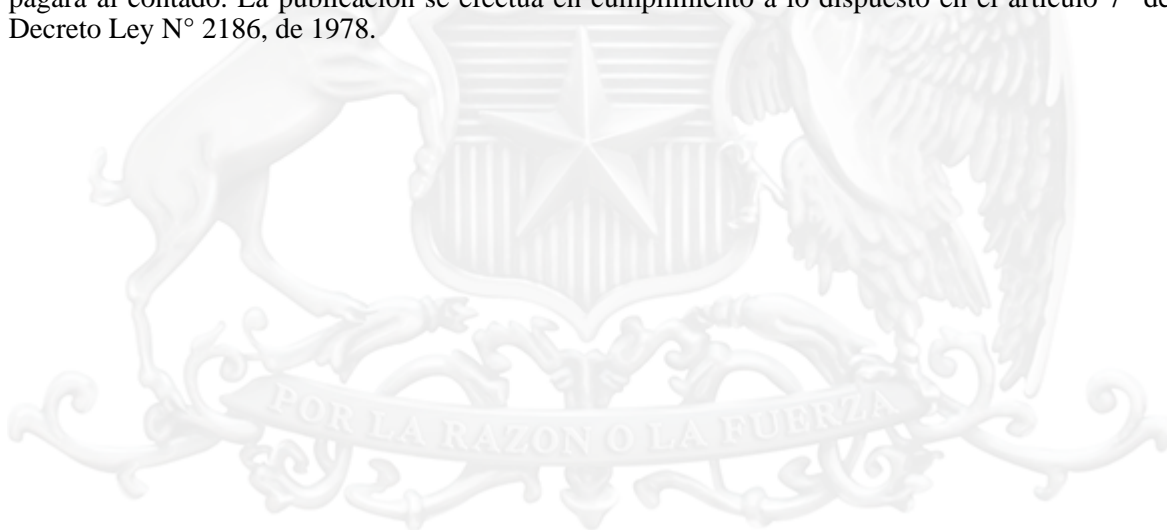 pagará al contado. La publicación se efectúa en cumplimiento a lo dispuesto en el artículo 7° de
Decreto Ley N° 2186, de 1978.
POR LA RAZON O LA FUERZA